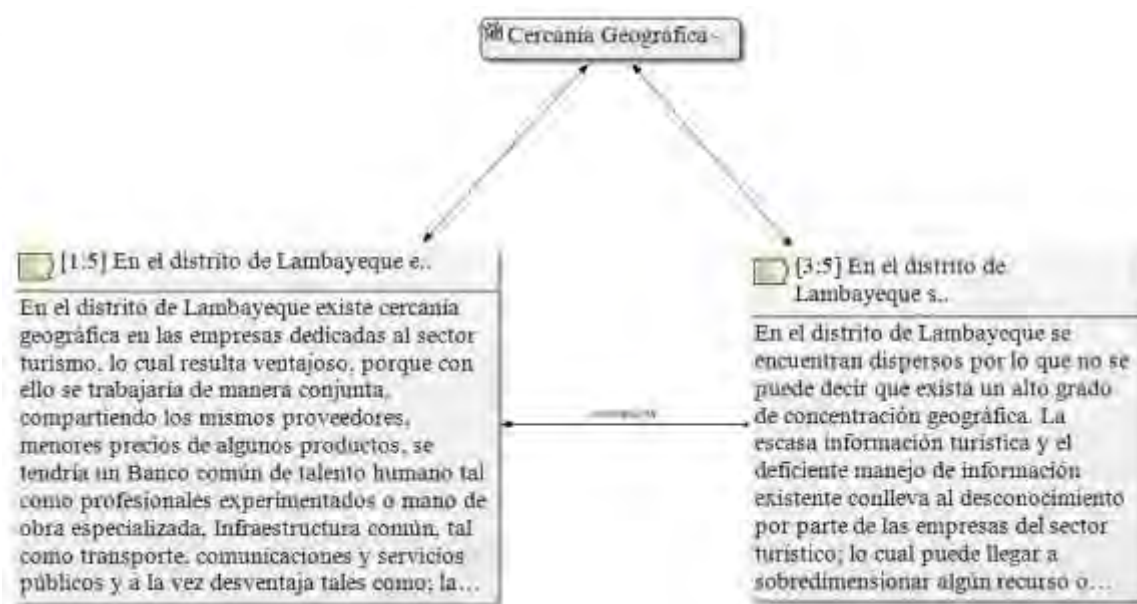 Cercanía Geográfica -
[1:5] En el distrito de Lambayeque e..
En el distrito de Lambayeque existe cercanía
geográfica en las empresas dedicadas al sector
turismo, lo cual resulta ventajoso, porque con
ello se trabajaría de manera conjunta,
compartiendo los mismos proveedores,
menores precios de algunos productos, se
tendría un Banco común de talento humano tal
como profesionales experimentados o mano de
obra especializada, Infraestructura común, tal
como transporte, comunicaciones y servicios
públicos y a la vez desventaja tales como; la...
[3:5] En el distrito de
Lambayeque s..
En el distrito de Lambayeque se
encuentran dispersos por lo que no se
puede decir que exista un alto grado
de concentración geográfica. La
escasa información turística y el
deficiente manejo de información
existente conlleva al desconocimiento
por parte de las empresas del sector
turístico; lo cual puede llegar a
sobredimensionar algún recurso o...